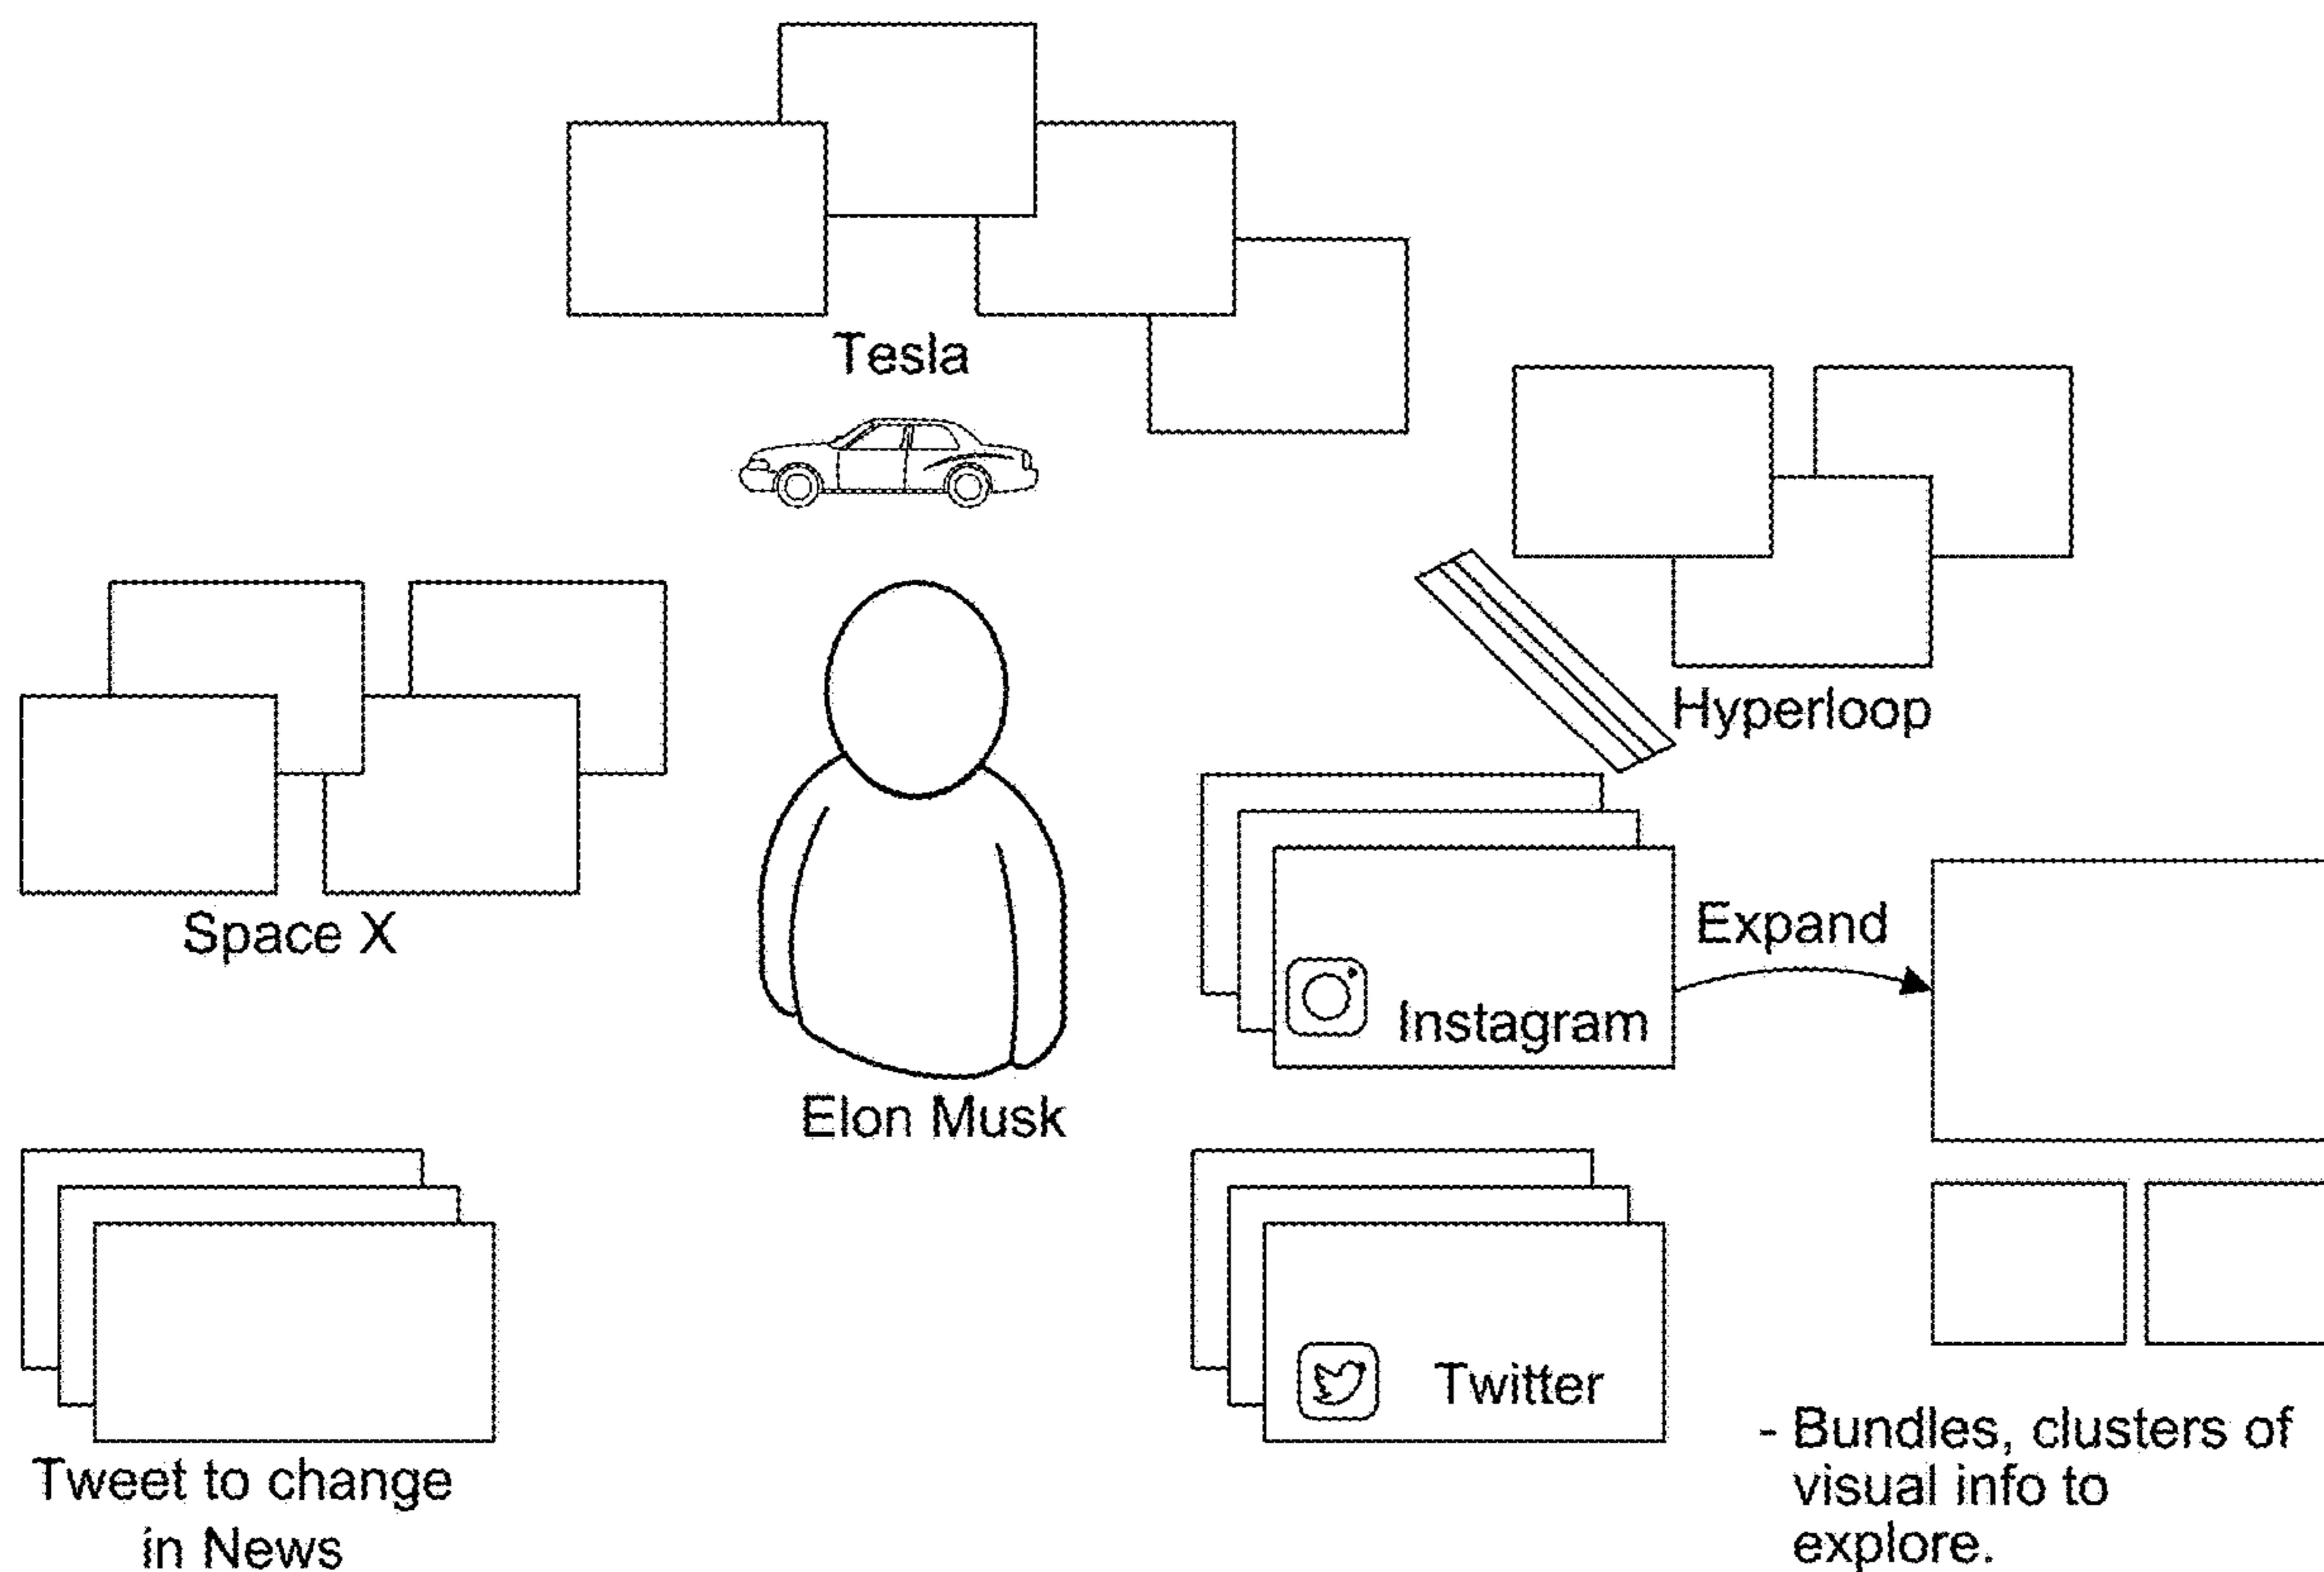 Tesla
Hyperloop
Space X
Expand
Instagram
Elon Musk
Twitter
- Bundles, clusters of
visual info to
explore.
Tweet to change
in News